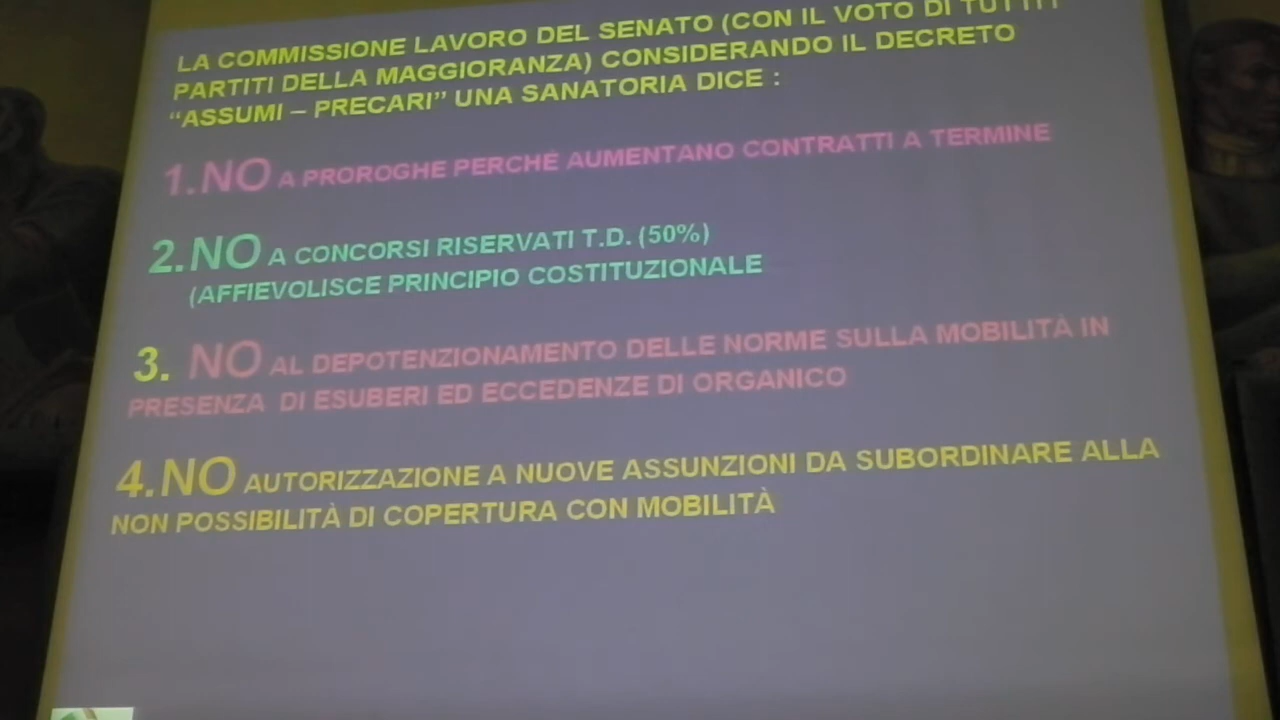 LA COMMISSIONE LAVORO DEL SENATO (CON IL VOTO DI TUTTI I
PARTITI DELLA MAGGIORANZA) CONSIDERANDO IL DECRETO
“ASSUMI – PRECARI” UNA SANATORIA DICE :
1.NO A PROROGHE PERCHÈ AUMENTANO CONTRATTI A TERMINE
2.NO A CONCORSI RISERVATI T.D. (50%)
(AFFIEVOLISCE PRINCIPIO COSTITUZIONALE
3. NO AL DEPOTENZIONAMENTO DELLE NORME SULLA MOBILITÀ IN
PRESENZA DI ESUBERI ED ECCEDENZE DI ORGANICO
4.NO AUTORIZZAZIONE A NUOVE ASSUNZIONI DA SUBORDINARE ALLA
NON POSSIBILITÀ DI COPERTURA CON MOBILITÀ